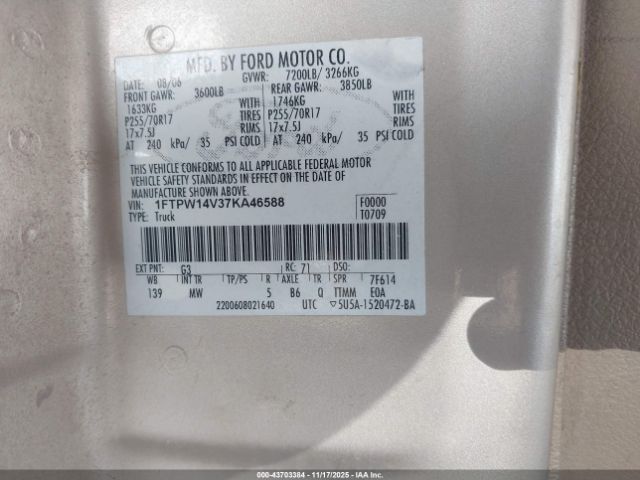 MFD. BY FORD MOTOR CO.
DATE: 08/06 GVWR: 7200LB/ 3266KG
FRONT GAWR: 3600LB REAR GAWR: 3850LB
1633KG WITH 1746KG WITH
P255/70R17 TIRES P255/70R17 TIRES
17x7.5J RIMS 17x7.5J RIMS
AT 240 kPa/ 35 PSI COLD AT 240 kPa/ 35 PSI COLD
THIS VEHICLE CONFORMS TO ALL APPLICABLE FEDERAL MOTOR
VEHICLE SAFETY STANDARDS IN EFFECT ON THE DATE OF
MANUFACTURE SHOWN ABOVE.
VIN: 1FTPW14V37KA46588 F0000
TYPE: Truck T0709
EXT PNT: G3 RC: 71 DSO:
WB INT TR TP/PS R AXLE TR SPR 7F614
139 MW 5 B6 Q TTMM E0A
2200608021640 UTC ▽5U5A-1520472-BA
000-43703384 - 11/17/2025 - IAAI.com